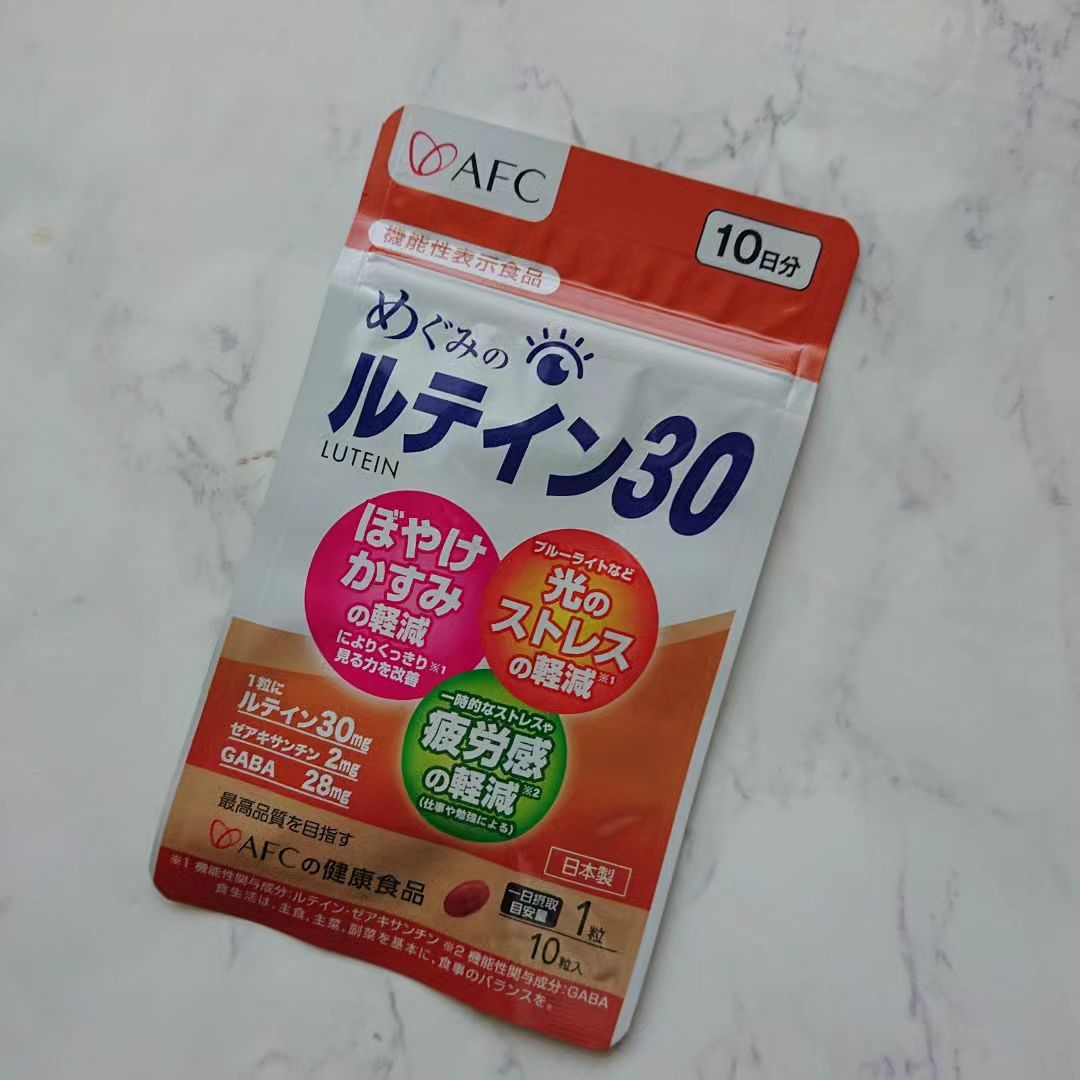 AFC
10日分
機能性表示食品
めぐみの
ルテイン30
LUTEIN
ぼやけ
かすみ
の軽減
によりくっきり※1
見る力を改善
ブルーライトなど
光の
ストレス
の軽減※1
一時的なストレスや
疲労感
の軽減※2
(仕事や勉強による)
1粒に
ルテイン30mg
ゼアキサンチン 2mg
GABA 28mg
最高品質を目指す
AFCの健康食品
日本製
一日摂取
目安量
1粒
10粒入
※1 機能性関与成分:ルテイン・ゼアキサンチン ※2 機能性関与成分:GABA
食生活は、主食、主菜、副菜を基本に、食事のバランスを。